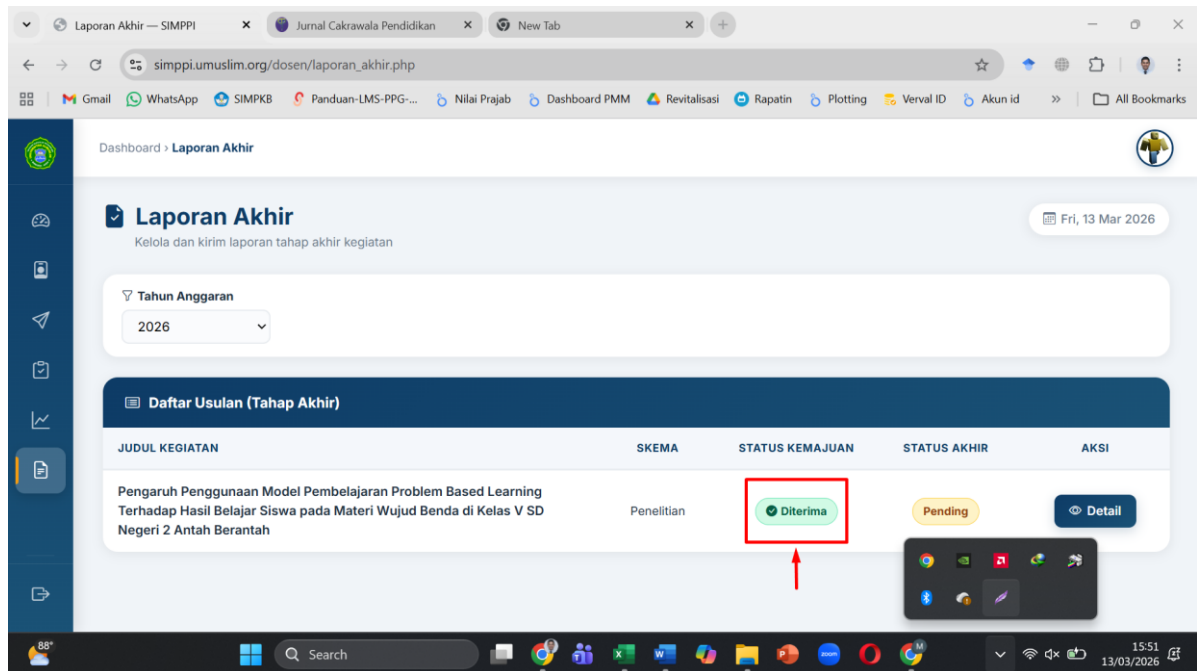 Laporan Akhir — SIMPPI
Jurnal Cakrawala Pendidikan
New Tab
simppi.umuslim.org/dosen/laporan_akhir.php
Gmail
WhatsApp
SIMPKB
Panduan-LMS-PPG-...
Nilai Prajab
Dashboard PMM
Revitalisasi
Rapatin
Plotting
Verval ID
Akun id
»
All Bookmarks
Dashboard › Laporan Akhir
Laporan Akhir
Kelola dan kirim laporan tahap akhir kegiatan
Fri, 13 Mar 2026
Tahun Anggaran
2026
Daftar Usulan (Tahap Akhir)
JUDUL KEGIATAN SKEMA STATUS KEMAJUAN STATUS AKHIR AKSI
Pengaruh Penggunaan Model Pembelajaran Problem Based Learning
Terhadap Hasil Belajar Siswa pada Materi Wujud Benda di Kelas V SD
Negeri 2 Antah Berantah
Penelitian
Diterima
Pending
Detail
88°
Search
zoom
M
15:51
13/03/2026